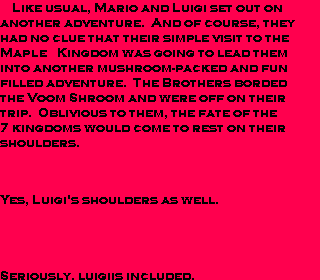 Like usual, Mario and Luigi set out on
another adventure. And of course, they
had no clue that their simple visit to the
Maple Kingdom was going to lead them
into another mushroom-packed and fun
filled adventure. The Brothers borded
the Voom Shroom and were off on their
trip. Oblivious to them, the fate of the
7 kingdoms would come to rest on their
shoulders.
Yes, Luigi's shoulders as well.
Seriously, luigiis included.